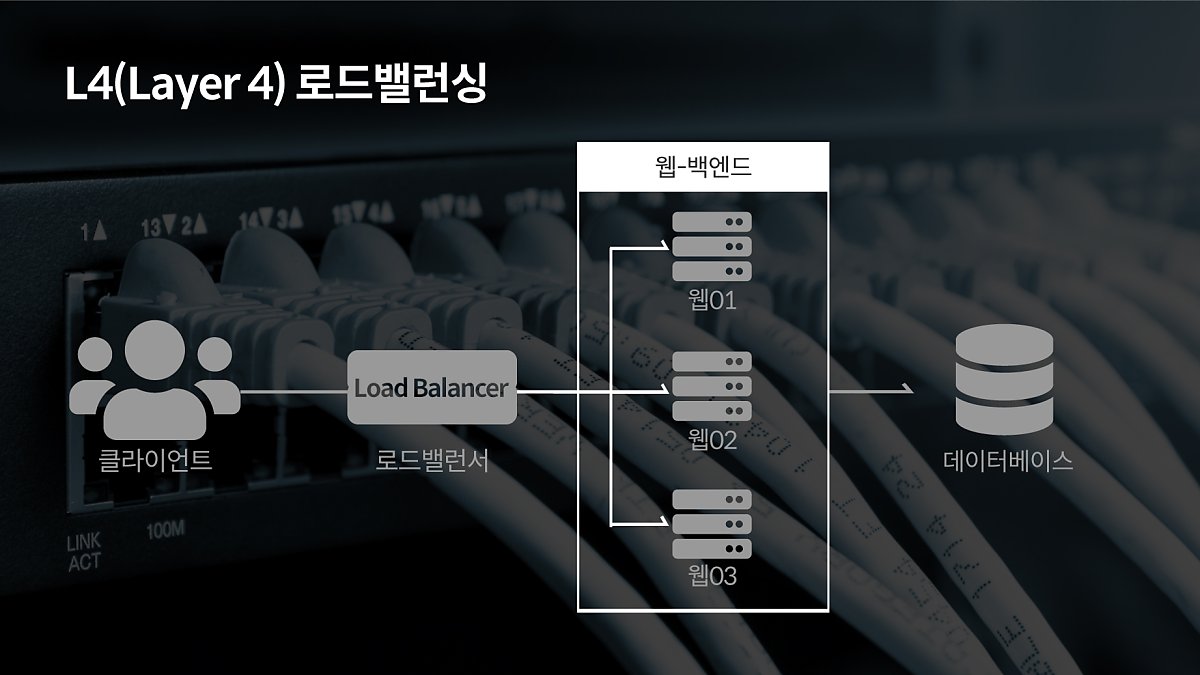 L4(Layer 4) 로드밸런싱
웹-백엔드
1▲ 13▼2▲ 14▼3▲ 15▼4▲
웹01
Load Balancer
웹02
클라이언트
로드밸런서
데이터베이스
웹03
LINK
ACT
100M